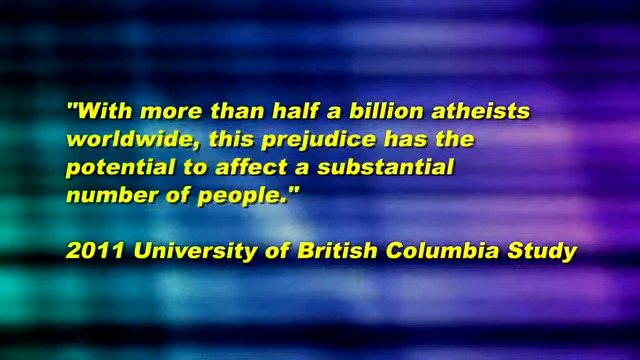 "With more than half a billion atheists
worldwide, this prejudice has the
potential to affect a substantial
number of people."
2011 University of British Columbia Study